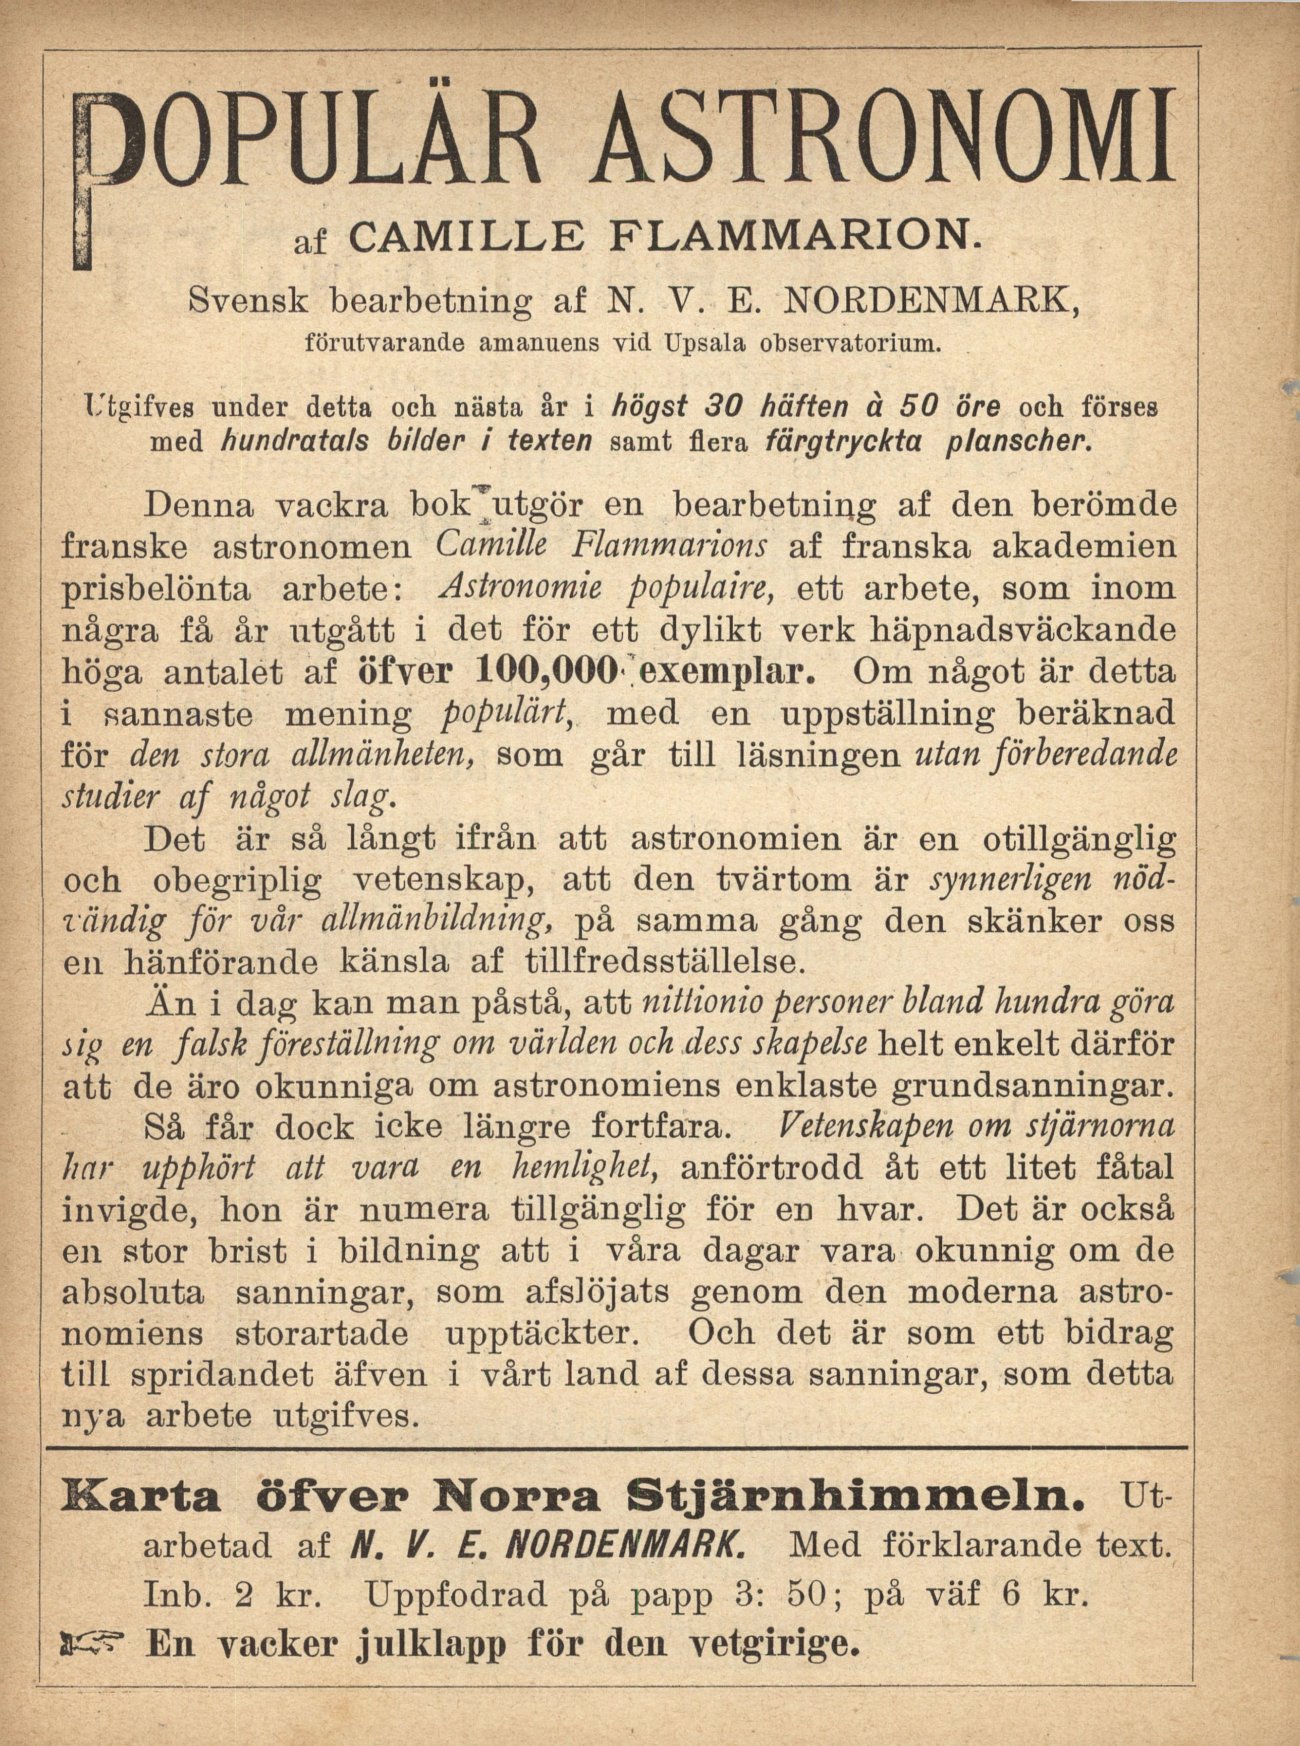 POPULÄR ASTRONOMI
af CAMILLE FLAMMARION.
Svensk bearbetning af N. V. E. NORDENMARK,
förutvarande amanuens vid Upsala observatorium.
Utgifves under detta och nästa år i högst 30 häften à 50 öre och förses
med hundratals bilder i texten samt flera färgtryckta planscher.
Denna vackra bok utgör en bearbetning af den berömde
franske astronomen Camille Flammarions af franska akademien
prisbelönta arbete: Astronomie populaire, ett arbete, som inom
några få år utgått i det för ett dylikt verk häpnadsväckande
höga antalet af öfver 100,000 exemplar. Om något är detta
i sannaste mening populärt, med en uppställning beräknad
för den stora allmänheten, som går till läsningen utan förberedande
studier af något slag.
Det är så långt ifrån att astronomien är en otillgänglig
och obegriplig vetenskap, att den tvärtom är synnerligen nöd-
vändig för vår allmänbildning, på samma gång den skänker oss
en hänförande känsla af tillfredsställelse.
Än i dag kan man påstå, att nittionio personer bland hundra göra
sig en falsk föreställning om världen och dess skapelse helt enkelt därför
att de äro okunniga om astronomiens enklaste grundsanningar.
Så får dock icke längre fortfara. Vetenskapen om stjärnorna
har upphört att vara en hemlighet, anförtrodd åt ett litet fåtal
invigde, hon är numera tillgänglig för en hvar. Det är också
en stor brist i bildning att i våra dagar vara okunnig om de
absoluta sanningar, som afslöjats genom den moderna astro-
nomiens storartade upptäckter. Och det är som ett bidrag
till spridandet äfven i vårt land af dessa sanningar, som detta
nya arbete utgifves.
Karta öfver Norra Stjärnhimmeln. Ut-
arbetad af N. V. E. NORDENMARK. Med förklarande text.
Inb. 2 kr. Uppfodrad på papp 3: 50; på väf 6 kr.
☞ En vacker julklapp för den vetgirige.